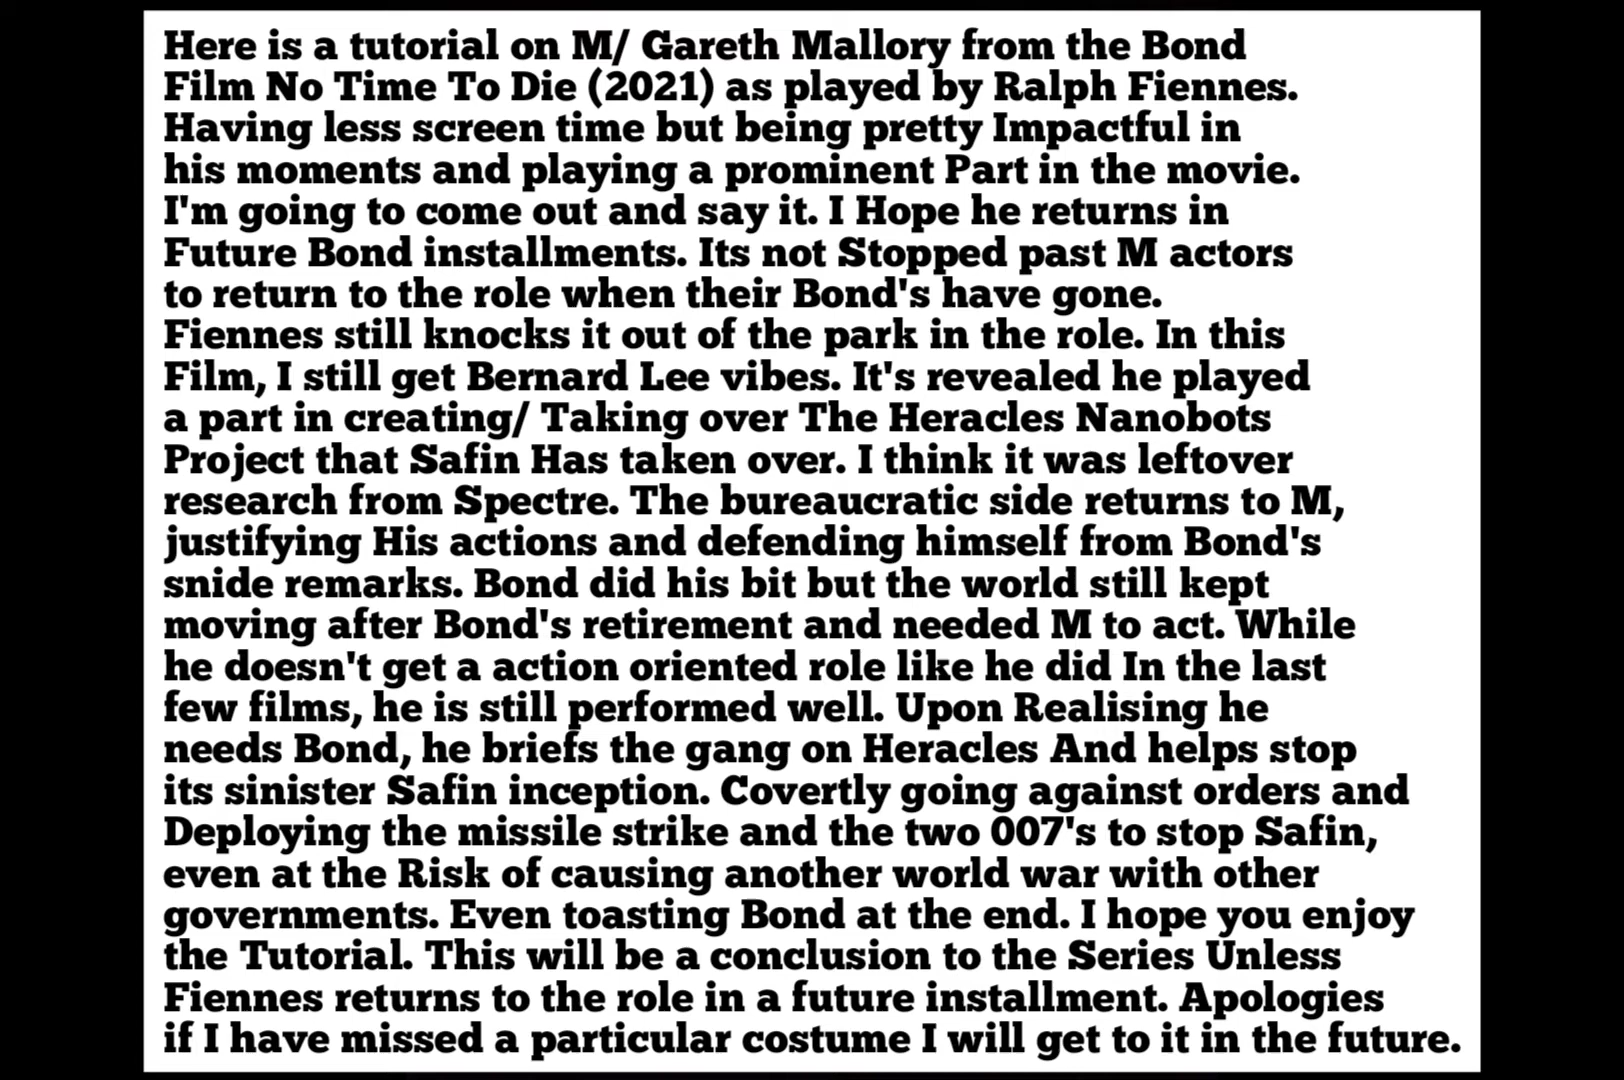 Here is a tutorial on M/ Gareth Mallory from the Bond
Film No Time To Die (2021) as played by Ralph Fiennes.
Having less screen time but being pretty Impactful in
his moments and playing a prominent Part in the movie.
I'm going to come out and say it. I Hope he returns in
Future Bond installments. Its not Stopped past M actors
to return to the role when their Bond's have gone.
Fiennes still knocks it out of the park in the role. In this
Film, I still get Bernard Lee vibes. It's revealed he played
a part in creating/ Taking over The Heracles Nanobots
Project that Safin Has taken over. I think it was leftover
research from Spectre. The bureaucratic side returns to M,
justifying His actions and defending himself from Bond's
snide remarks. Bond did his bit but the world still kept
moving after Bond's retirement and needed M to act. While
he doesn't get a action oriented role like he did In the last
few films, he is still performed well. Upon Realising he
needs Bond, he briefs the gang on Heracles And helps stop
its sinister Safin inception. Covertly going against orders and
Deploying the missile strike and the two 007's to stop Safin,
even at the Risk of causing another world war with other
governments. Even toasting Bond at the end. I hope you enjoy
the Tutorial. This will be a conclusion to the Series Unless
Fiennes returns to the role in a future installment. Apologies
if I have missed a particular costume I will get to it in the future.